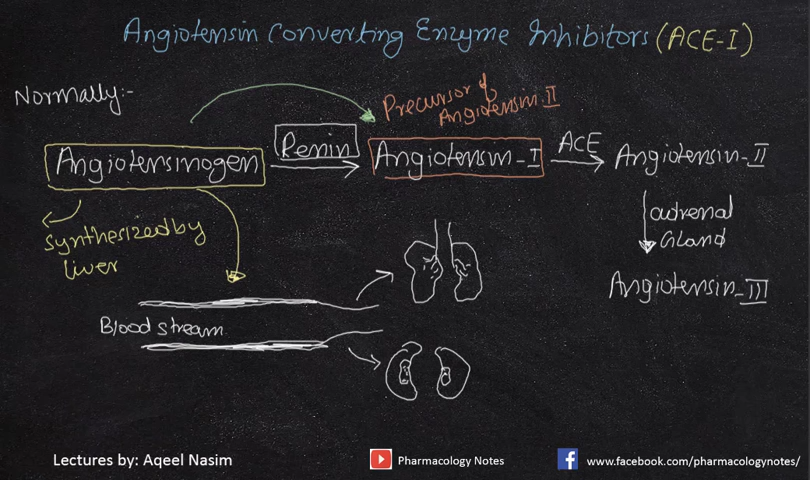 Angiotensin Converting Enzyme Inhibitors (ACE-I)
Normally:-
Precursor of
Angiotensin II
Angiotensinogen
Renin
Angiotensin-I
ACE
Angiotensin-II
adrenal
Gland
Angiotensin-III
Synthesized by
liver
Blood stream
Lectures by: Aqeel Nasim
Pharmacology Notes
www.facebook.com/pharmacologynotes/